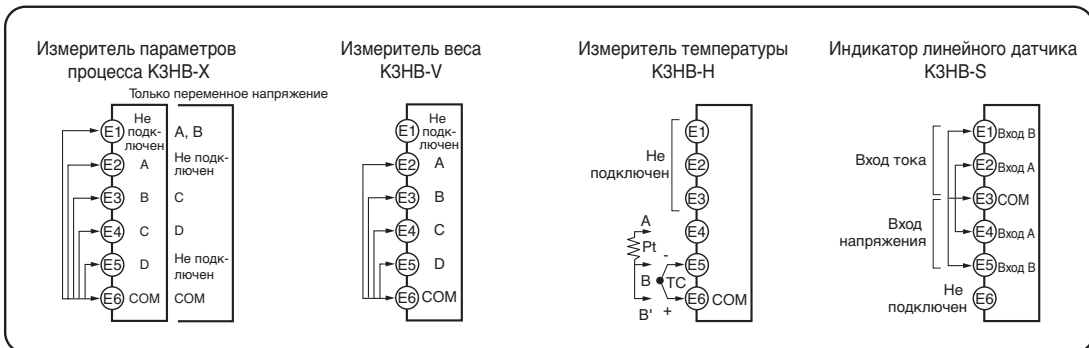 Измеритель параметров
процесса K3HB-X
Только переменное напряжение
E1 Не подк-
лючен A, B
E2 A Не подк-
лючен
E3 B C
E4 C D
E5 D Не подк-
лючен
E6 COM COM
Измеритель веса
K3HB-V
E1 Не
подк-
лючен
E2 A
E3 B
E4 C
E5 D
E6 COM
Измеритель температуры
K3HB-H
E1
E2
E3
Не
подключен
E4
A
Pt
B
B'
-
TC
+
E5
E6 COM
Индикатор линейного датчика
K3HB-S
Вход тока
Вход
напряжения
E1 Вход B
E2 Вход A
E3 COM
E4 Вход A
E5 Вход B
Не
подключен E6